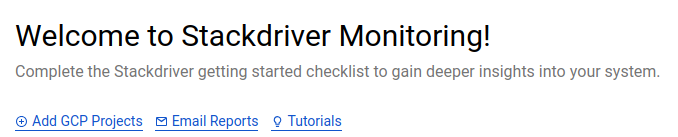 Welcome to Stackdriver Monitoring!
Complete the Stackdriver getting started checklist to gain deeper insights into your system.
Add GCP Projects Email Reports Tutorials